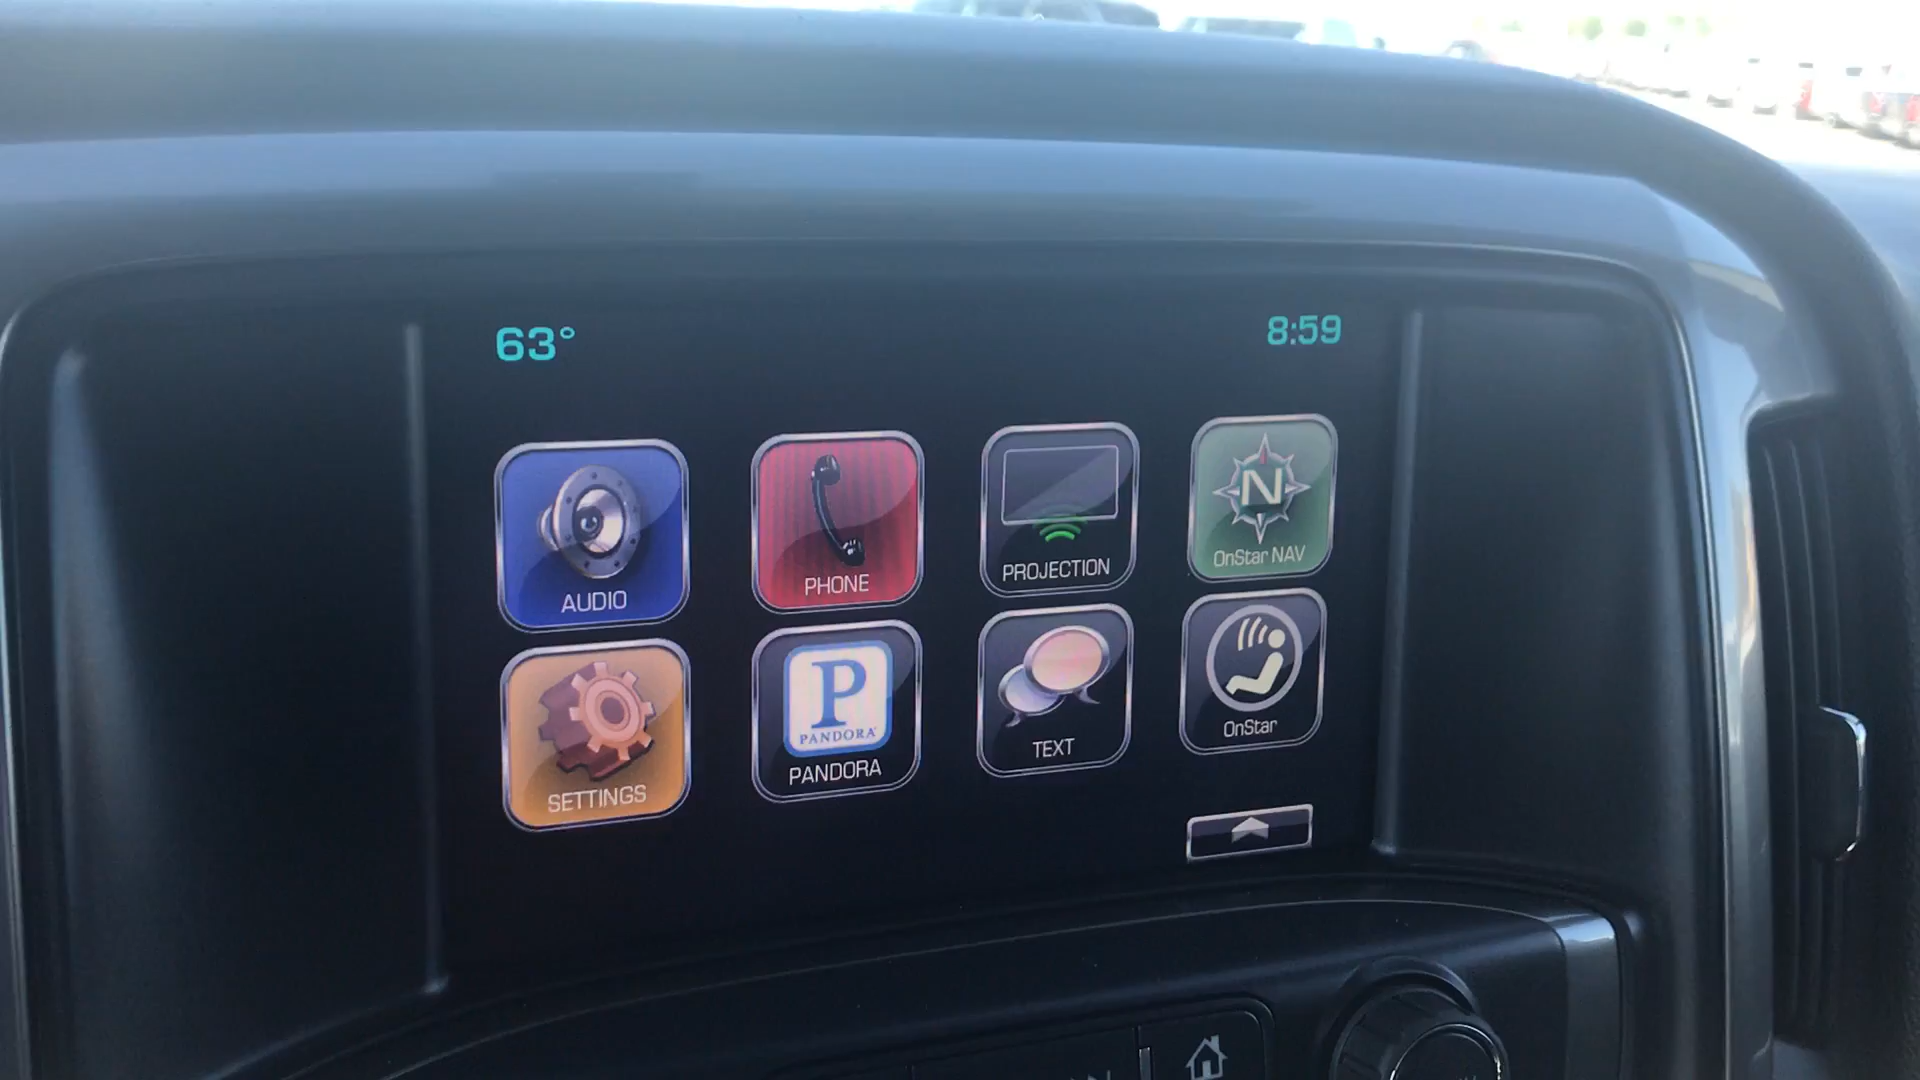 63°
8:59
AUDIO
PHONE
PROJECTION
N
OnStar NAV
SETTINGS
P
PANDORA
PANDORA
TEXT
OnStar